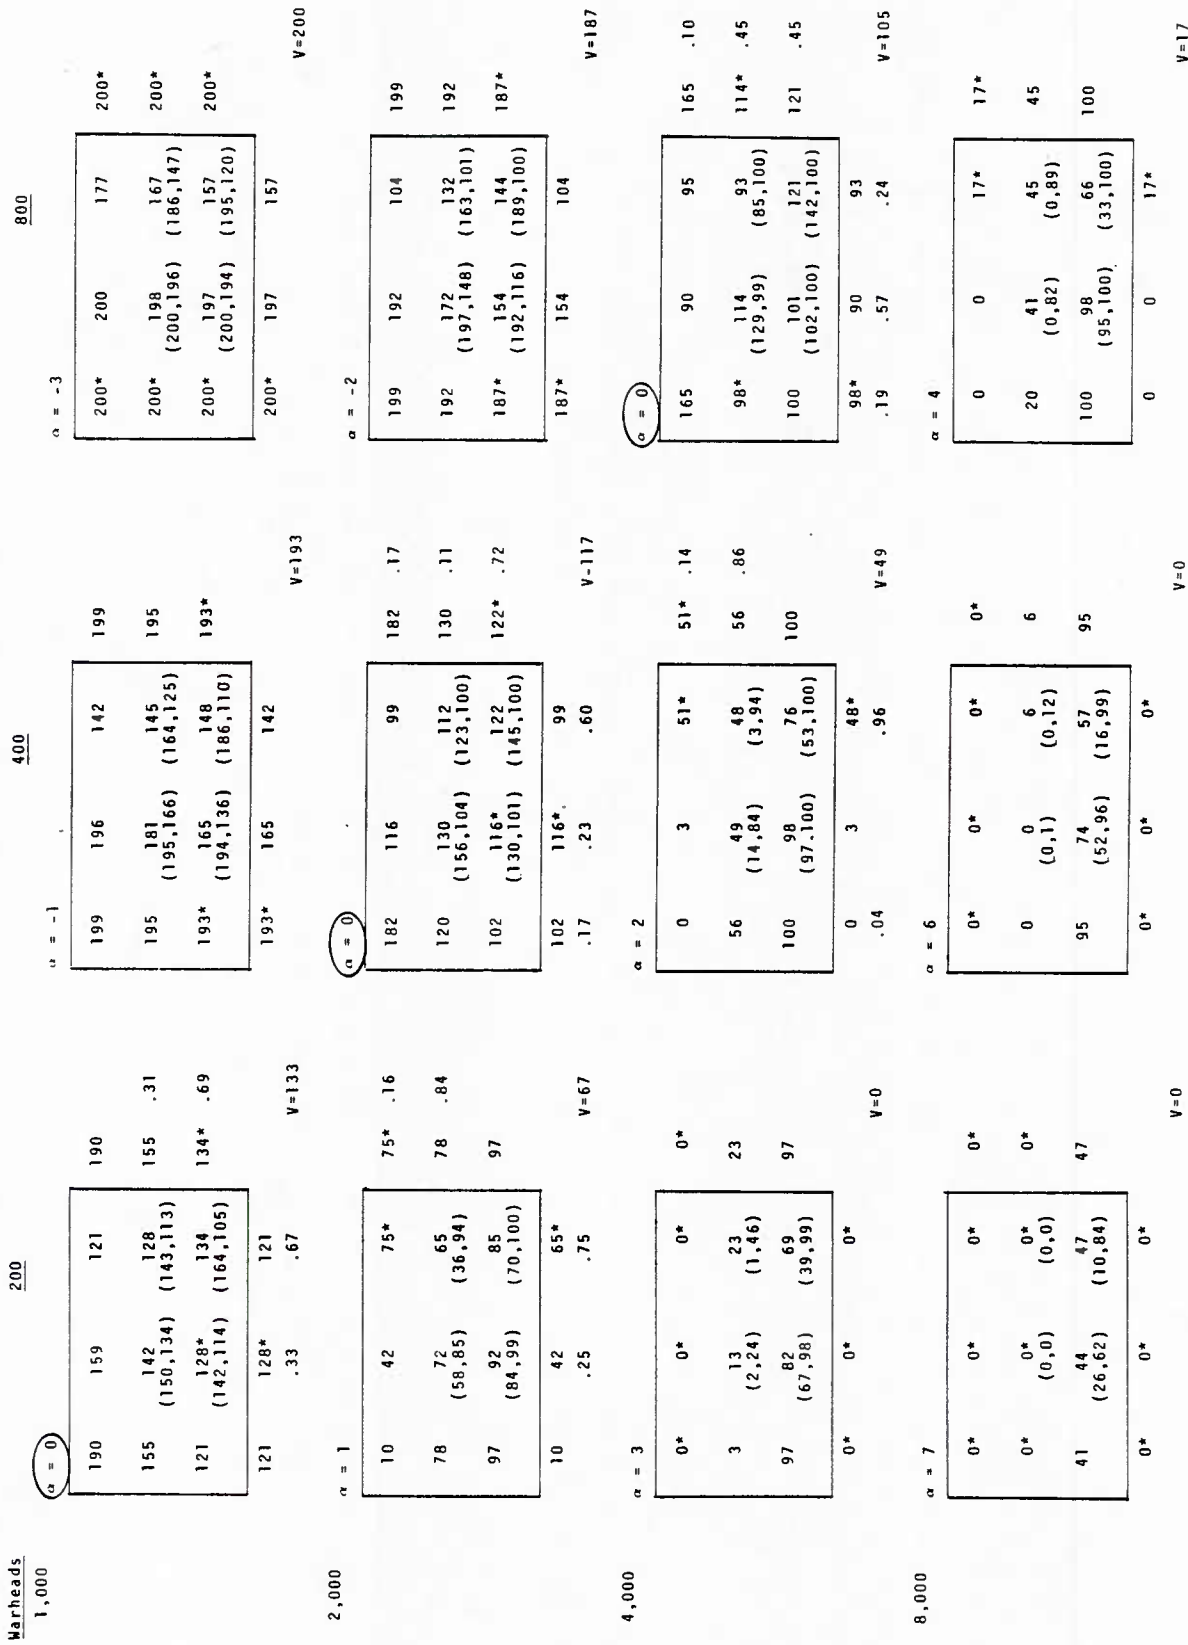 Warheads 200 400 800
1,000 α = 0 α = -1 α = -3
190 159 121 190 199 196 142 199 200* 200 177 200*
155 142 128 155 .31 195 181 145 195 200* 198 167 200*
(150,134) (143,113) (195,166) (164,125) (200,196) (186,147)
121 128* 134 134* .69 193* 165 148 193* 200* 197 157 200*
(142,114) (164,105) (194,136) (186,110) (200,194) (195,120)
121 128* 121 193* 165 142 200* 197 157
.33 .67 V=133 V=193 V=200
2,000 α = 1 α = 0 α = -2
10 42 75* 75* .16 182 116 99 182 .17 199 192 104 199
78 72 65 78 .84 120 130 112 130 .11 192 172 132 192
(58,85) (36,94) (156,104) (123,100) (197,148) (163,101)
97 92 85 97 102 116* 122 122* .72 187* 154 144 187*
(84,99) (70,100) (130,101) (145,100) (192,116) (189,100)
10 42 65* 102 116* 99 187* 154 104
.25 .75 V=67 .17 .23 .60 V-117 V=187
4,000 α = 3 α = 2 α = 0
0* 0* 0* 0* 0 3 51* 51* .14 165 90 95 165 .10
3 13 23 23 56 49 48 56 .86 98* 114 93 114* .45
(2,24) (1,46) (14,84) (3,94) (129,99) (85,100)
97 82 69 97 100 98 76 100 100 101 121 121 .45
(67,98) (39,99) (97.100) (53,100) (102,100) (142,100)
0* 0* 0* 0 3 48* 98* 90 93
V=0 .04 .96 V=49 .19 .57 .24 V=105
8,000 α = 7 α = 6 α = 4
0* 0* 0* 0* 0* 0* 0* 0* 0 0 17* 17*
0* 0* 0* 0* 0 0 6 6 20 41 45 45
(0,0) (0,0) (0,1) (0,12) (0,82) (0,89)
41 44 47 47 95 74 57 95 100 98 66 100
(26,62) (10,84) (52,96) (16,99) (95,100) (33,100)
0* 0* 0* 0* 0* 0* 0 0 17*
V=0 V=0 V=17